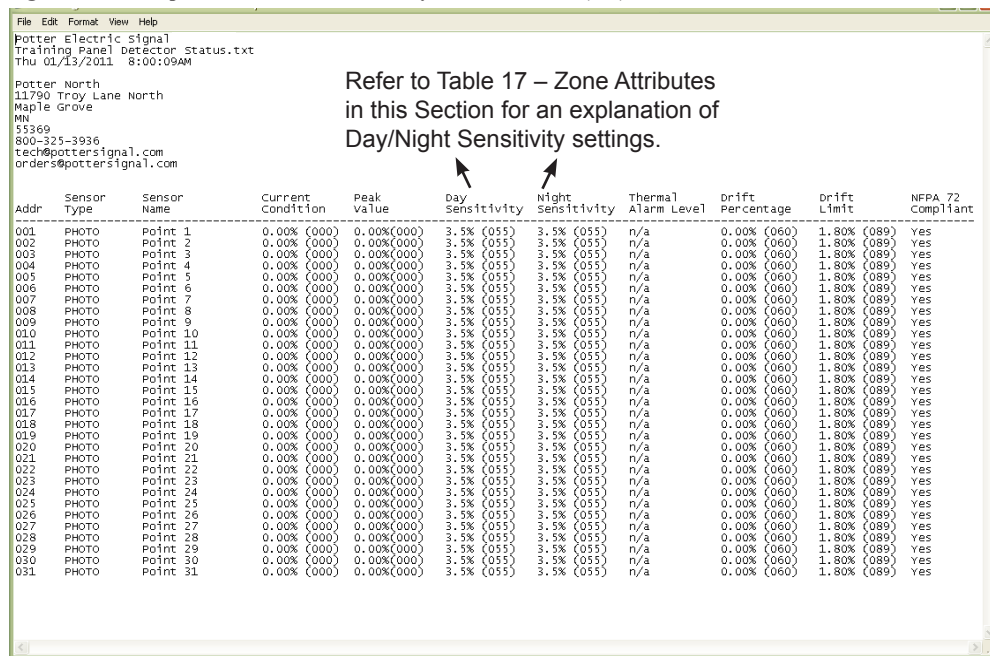 File Edit Format View Help
Potter Electric Signal
Training Panel Detector Status.txt
Thu 01/13/2011 8:00:09AM
Potter North
11790 Troy Lane North
Maple Grove
MN
55369
800-325-3936
tech@pottersignal.com
orders@pottersignal.com
Refer to Table 17 – Zone Attributes
in this Section for an explanation of
Day/Night Sensitivity settings.
Sensor Sensor Current Peak Day Night Thermal Drift Drift NFPA 72
Addr Type Name Condition Value Sensitivity Sensitivity Alarm Level Percentage Limit Compliant
001 PHOTO Point 1 0.00% (000) 0.00%(000) 3.5% (055) 3.5% (055) n/a 0.00% (060) 1.80% (089) Yes
002 PHOTO Point 2 0.00% (000) 0.00%(000) 3.5% (055) 3.5% (055) n/a 0.00% (060) 1.80% (089) Yes
003 PHOTO Point 3 0.00% (000) 0.00%(000) 3.5% (055) 3.5% (055) n/a 0.00% (060) 1.80% (089) Yes
004 PHOTO Point 4 0.00% (000) 0.00%(000) 3.5% (055) 3.5% (055) n/a 0.00% (060) 1.80% (089) Yes
005 PHOTO Point 5 0.00% (000) 0.00%(000) 3.5% (055) 3.5% (055) n/a 0.00% (060) 1.80% (089) Yes
006 PHOTO Point 6 0.00% (000) 0.00%(000) 3.5% (055) 3.5% (055) n/a 0.00% (060) 1.80% (089) Yes
007 PHOTO Point 7 0.00% (000) 0.00%(000) 3.5% (055) 3.5% (055) n/a 0.00% (060) 1.80% (089) Yes
008 PHOTO Point 8 0.00% (000) 0.00%(000) 3.5% (055) 3.5% (055) n/a 0.00% (060) 1.80% (089) Yes
009 PHOTO Point 9 0.00% (000) 0.00%(000) 3.5% (055) 3.5% (055) n/a 0.00% (060) 1.80% (089) Yes
010 PHOTO Point 10 0.00% (000) 0.00%(000) 3.5% (055) 3.5% (055) n/a 0.00% (060) 1.80% (089) Yes
011 PHOTO Point 11 0.00% (000) 0.00%(000) 3.5% (055) 3.5% (055) n/a 0.00% (060) 1.80% (089) Yes
012 PHOTO Point 12 0.00% (000) 0.00%(000) 3.5% (055) 3.5% (055) n/a 0.00% (060) 1.80% (089) Yes
013 PHOTO Point 13 0.00% (000) 0.00%(000) 3.5% (055) 3.5% (055) n/a 0.00% (060) 1.80% (089) Yes
014 PHOTO Point 14 0.00% (000) 0.00%(000) 3.5% (055) 3.5% (055) n/a 0.00% (060) 1.80% (089) Yes
015 PHOTO Point 15 0.00% (000) 0.00%(000) 3.5% (055) 3.5% (055) n/a 0.00% (060) 1.80% (089) Yes
016 PHOTO Point 16 0.00% (000) 0.00%(000) 3.5% (055) 3.5% (055) n/a 0.00% (060) 1.80% (089) Yes
017 PHOTO Point 17 0.00% (000) 0.00%(000) 3.5% (055) 3.5% (055) n/a 0.00% (060) 1.80% (089) Yes
018 PHOTO Point 18 0.00% (000) 0.00%(000) 3.5% (055) 3.5% (055) n/a 0.00% (060) 1.80% (089) Yes
019 PHOTO Point 19 0.00% (000) 0.00%(000) 3.5% (055) 3.5% (055) n/a 0.00% (060) 1.80% (089) Yes
020 PHOTO Point 20 0.00% (000) 0.00%(000) 3.5% (055) 3.5% (055) n/a 0.00% (060) 1.80% (089) Yes
021 PHOTO Point 21 0.00% (000) 0.00%(000) 3.5% (055) 3.5% (055) n/a 0.00% (060) 1.80% (089) Yes
022 PHOTO Point 22 0.00% (000) 0.00%(000) 3.5% (055) 3.5% (055) n/a 0.00% (060) 1.80% (089) Yes
023 PHOTO Point 23 0.00% (000) 0.00%(000) 3.5% (055) 3.5% (055) n/a 0.00% (060) 1.80% (089) Yes
024 PHOTO Point 24 0.00% (000) 0.00%(000) 3.5% (055) 3.5% (055) n/a 0.00% (060) 1.80% (089) Yes
025 PHOTO Point 25 0.00% (000) 0.00%(000) 3.5% (055) 3.5% (055) n/a 0.00% (060) 1.80% (089) Yes
026 PHOTO Point 26 0.00% (000) 0.00%(000) 3.5% (055) 3.5% (055) n/a 0.00% (060) 1.80% (089) Yes
027 PHOTO Point 27 0.00% (000) 0.00%(000) 3.5% (055) 3.5% (055) n/a 0.00% (060) 1.80% (089) Yes
028 PHOTO Point 28 0.00% (000) 0.00%(000) 3.5% (055) 3.5% (055) n/a 0.00% (060) 1.80% (089) Yes
029 PHOTO Point 29 0.00% (000) 0.00%(000) 3.5% (055) 3.5% (055) n/a 0.00% (060) 1.80% (089) Yes
030 PHOTO Point 30 0.00% (000) 0.00%(000) 3.5% (055) 3.5% (055) n/a 0.00% (060) 1.80% (089) Yes
031 PHOTO Point 31 0.00% (000) 0.00%(000) 3.5% (055) 3.5% (055) n/a 0.00% (060) 1.80% (089) Yes